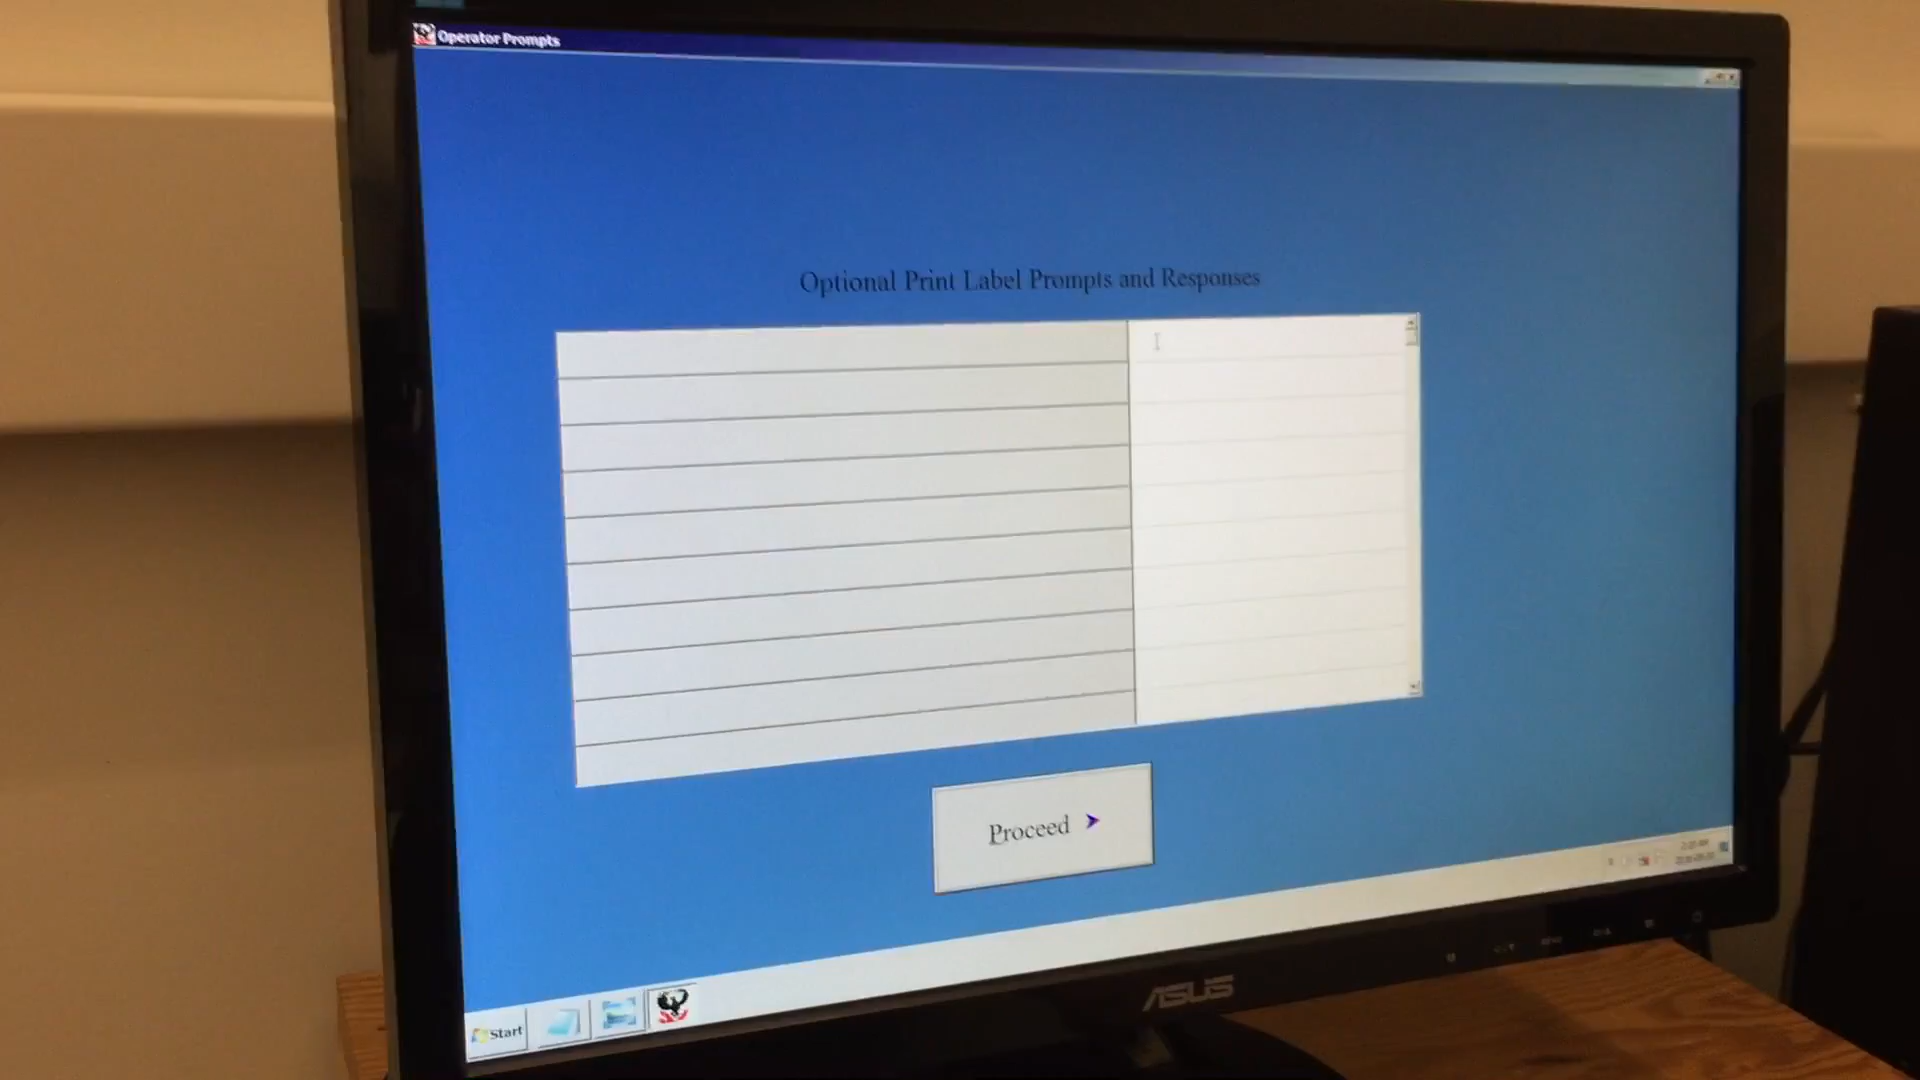 Operator Prompts
Optional Print Label Prompts and Responses
Proceed
Start
ASUS